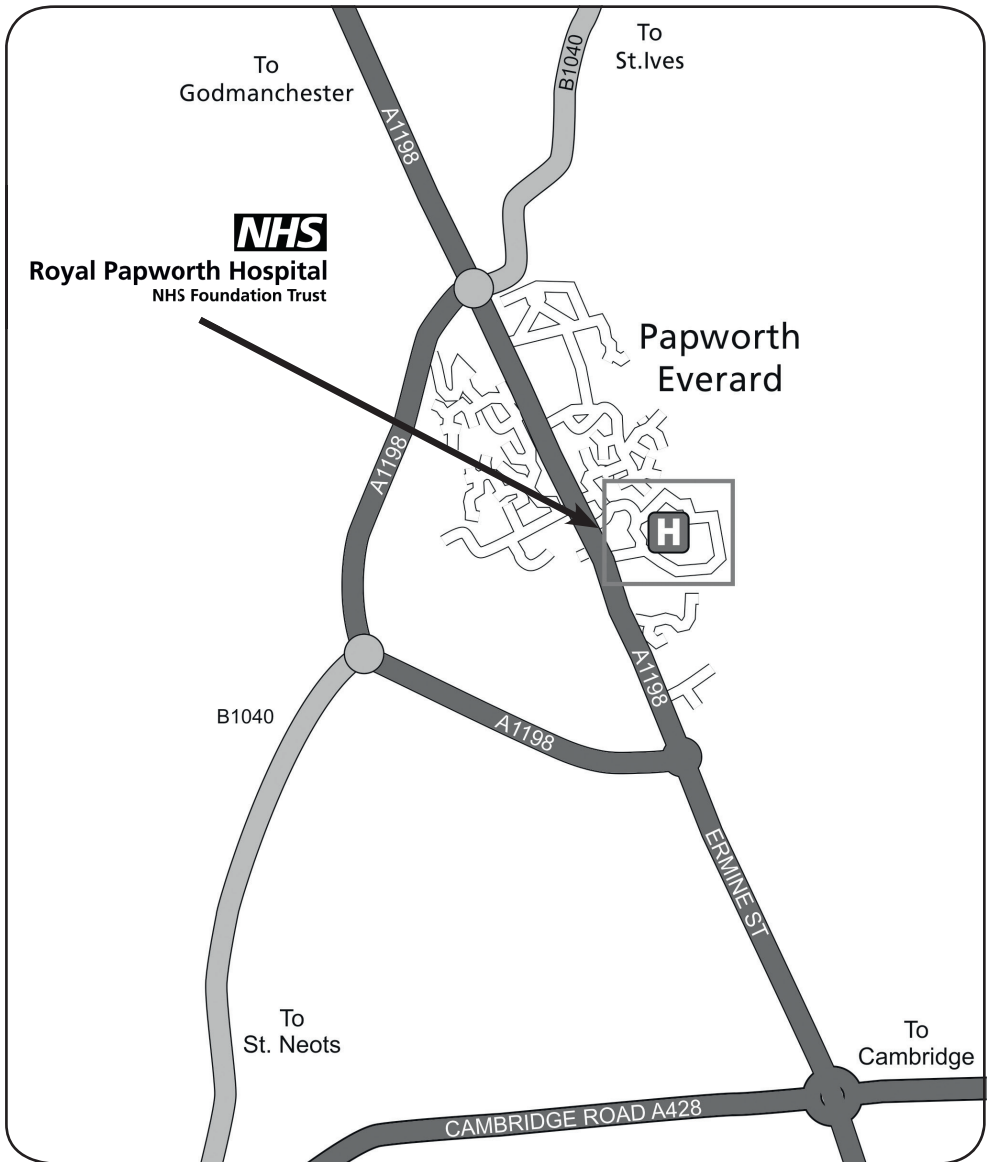 To
St.Ives
B1040
To
Godmanchester
A1198
NHS
Royal Papworth Hospital
NHS Foundation Trust
Papworth
Everard
A1198
H
A1198
B1040
A1198
ERMINE ST
To
St. Neots
To
Cambridge
CAMBRIDGE ROAD A428